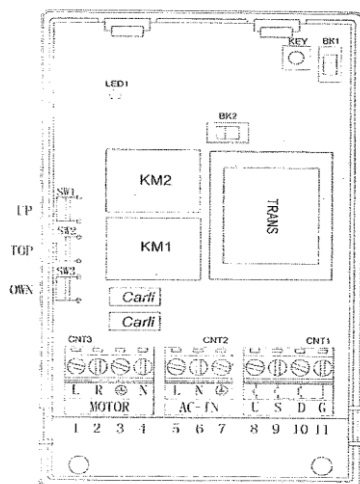 KEY BK1
LED1
BK2
KM2
TRANS
SW1
UP
KM1
SW2
TOP
SW3
OWN
Carli
Carli
CNT3 CNT2 CNT1
L R N L N U S D G
MOTOR AC-IN
1 2 3 4 5 6 7 8 9 10 11